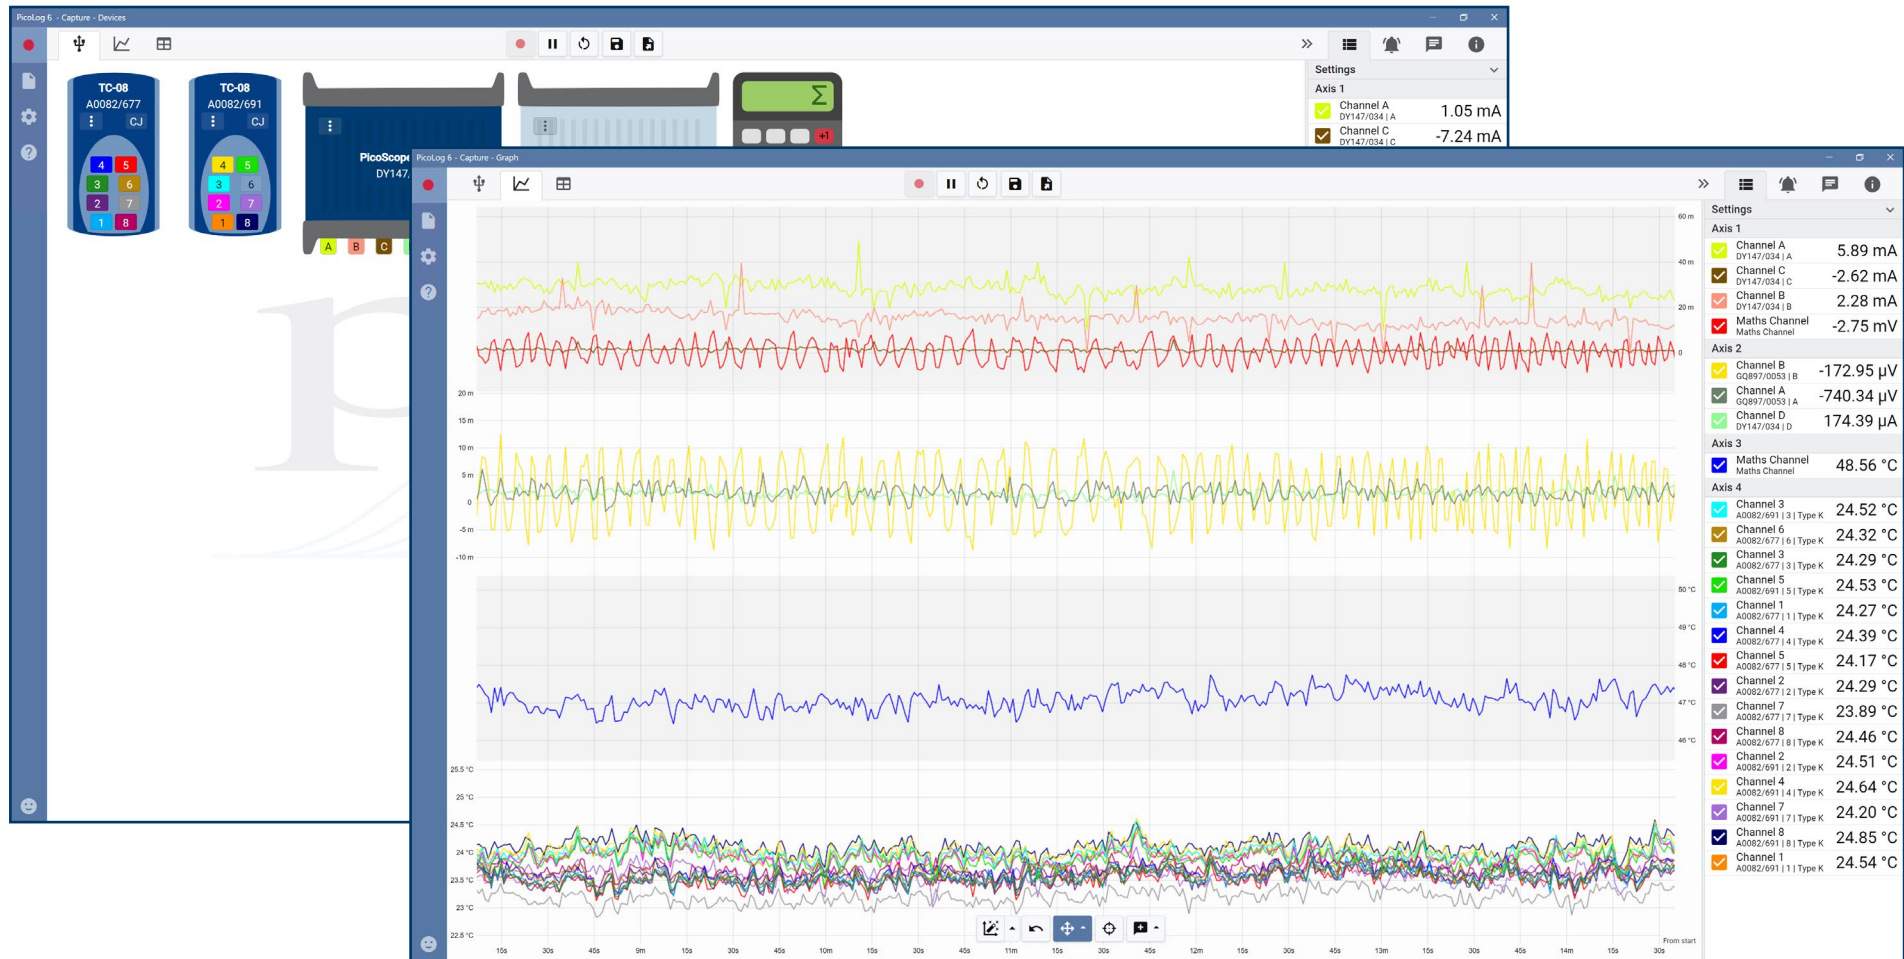 PicoLog 6 - Capture - Devices
TC-08
A0082/677
CJ
4 5
3 6
2 7
1 8
TC-08
A0082/691
CJ
4 5
3 6
2 7
1 8
PicoScope
DY147
A B C
Σ
+1
Settings
Axis 1
Channel A
DY147/034 | A
1.05 mA
Channel C
DY147/034 | C
-7.24 mA
PicoLog 6 - Capture - Graph
60 m
40 m
20 m
0
20 m
15 m
10 m
5 m
0
-5 m
-10 m
50 °C
49 °C
48 °C
47 °C
46 °C
25.5 °C
25 °C
24.5 °C
24 °C
23.5 °C
23 °C
22.5 °C
15s 30s 45s 9m 15s 30s 45s 10m 15s 30s 45s 11m 15s 30s 45s 12m 15s 30s 45s 13m 15s 30s 45s 14m 15s 30s
From start
Settings
Axis 1
Channel A
DY147/034 | A
5.89 mA
Channel C
DY147/034 | C
-2.62 mA
Channel B
DY147/034 | B
2.28 mA
Maths Channel
Maths Channel
-2.75 mV
Axis 2
Channel B
GQ897/0053 | B
-172.95 µV
Channel A
GQ897/0053 | A
-740.34 µV
Channel D
DY147/034 | D
174.39 µA
Axis 3
Maths Channel
Maths Channel
48.56 °C
Axis 4
Channel 3
A0082/691 | 3 | Type K
24.52 °C
Channel 6
A0082/677 | 6 | Type K
24.32 °C
Channel 3
A0082/677 | 3 | Type K
24.29 °C
Channel 5
A0082/691 | 5 | Type K
24.53 °C
Channel 1
A0082/677 | 1 | Type K
24.27 °C
Channel 4
A0082/677 | 4 | Type K
24.39 °C
Channel 5
A0082/677 | 5 | Type K
24.17 °C
Channel 2
A0082/677 | 2 | Type K
24.29 °C
Channel 7
A0082/677 | 7 | Type K
23.89 °C
Channel 8
A0082/677 | 8 | Type K
24.46 °C
Channel 2
A0082/691 | 2 | Type K
24.51 °C
Channel 4
A0082/691 | 4 | Type K
24.64 °C
Channel 7
A0082/691 | 7 | Type K
24.20 °C
Channel 8
A0082/691 | 8 | Type K
24.85 °C
Channel 1
A0082/691 | 1 | Type K
24.54 °C